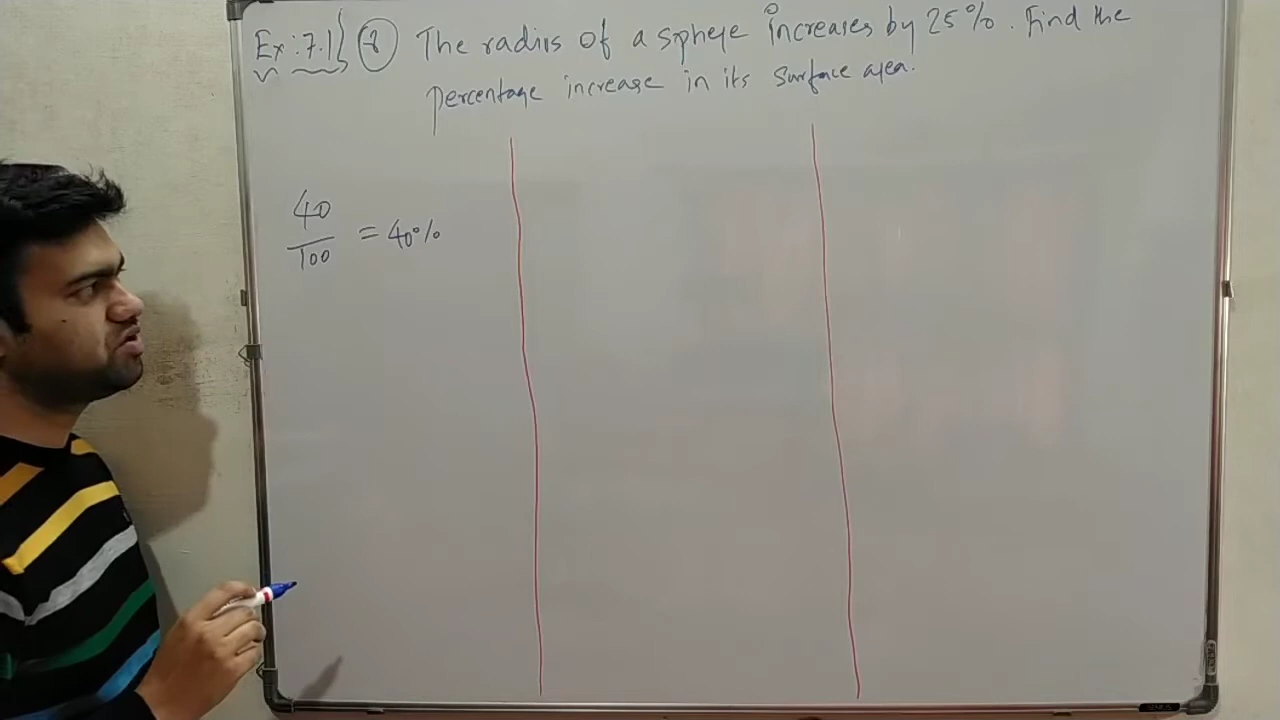 Ex:7.1 ⑧ The radius of a sphere increases by 25%. Find the
percentage increase in its surface area.
40
100 = 40%